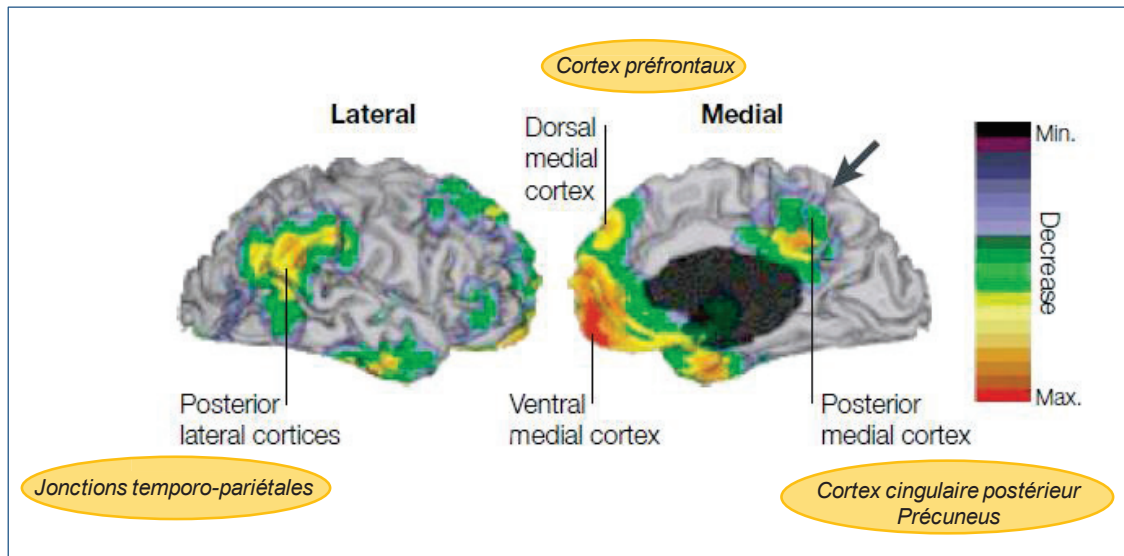 Cortex préfrontaux
Lateral
Medial
Dorsal
medial
cortex
Min.
Decrease
Max.
Posterior
lateral cortices
Ventral
medial cortex
Posterior
medial cortex
Jonctions temporo-pariétales
Cortex cingulaire postérieur
Précuneus